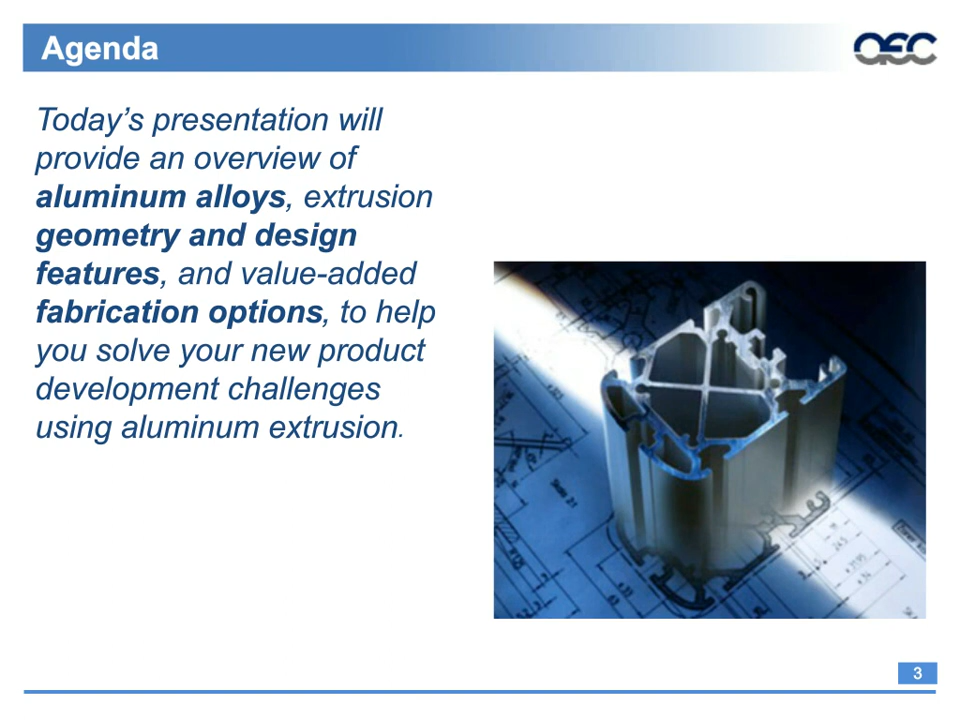 Agenda
AEC
Today’s presentation will
provide an overview of
aluminum alloys, extrusion
geometry and design
features, and value-added
fabrication options, to help
you solve your new product
development challenges
using aluminum extrusion.
3